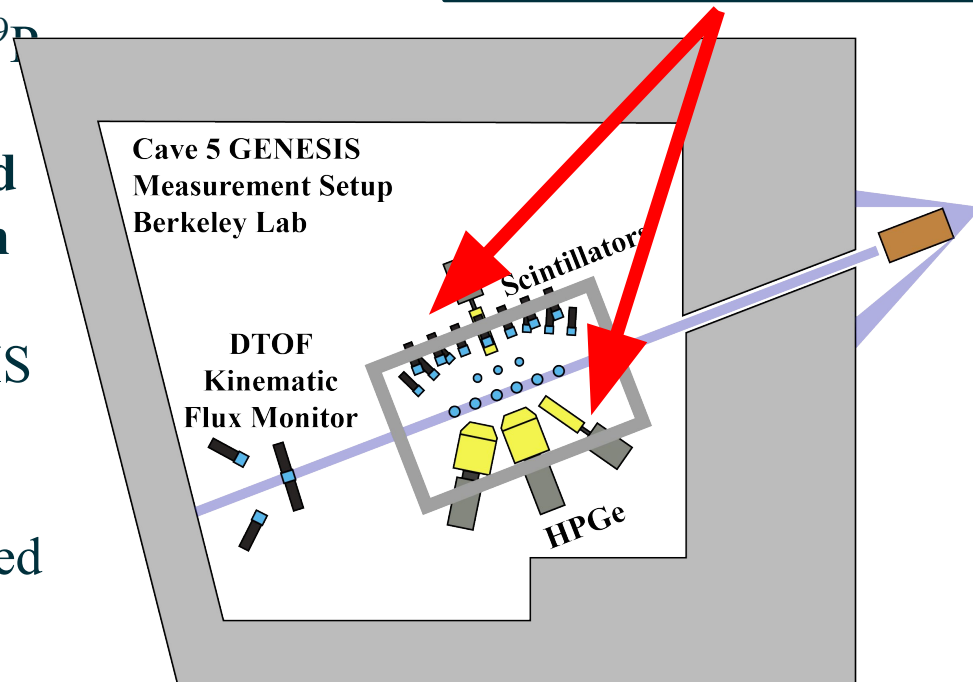 Cave 5 GENESIS
Measurement Setup
Berkeley Lab
Scintillators
DTOF
Kinematic
Flux Monitor
HPGe